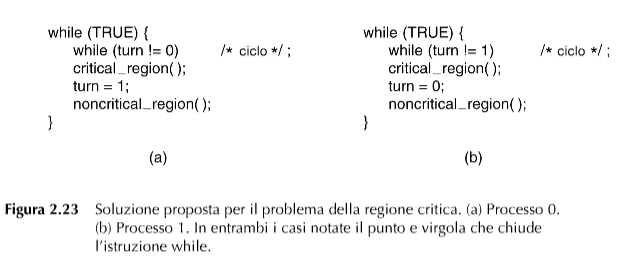 while (TRUE) {
while (turn != 0) /* ciclo */ ;
critical_region( );
turn = 1;
noncritical_region( );
}
(a)
while (TRUE) {
while (turn != 1) /* ciclo */ ;
critical_region( );
turn = 0;
noncritical_region( );
}
(b)
Figura 2.23 Soluzione proposta per il problema della regione critica. (a) Processo 0.
(b) Processo 1. In entrambi i casi notate il punto e virgola che chiude
l'istruzione while.